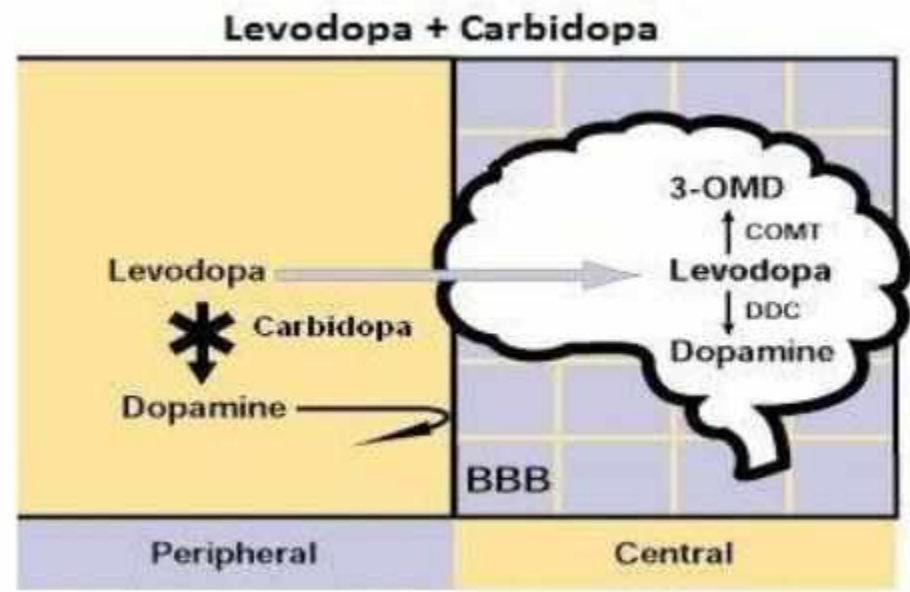 Levodopa + Carbidopa
3-OMD
COMT
Levodopa
Levodopa
DDC
Carbidopa
Dopamine
Dopamine
BBB
Peripheral
Central